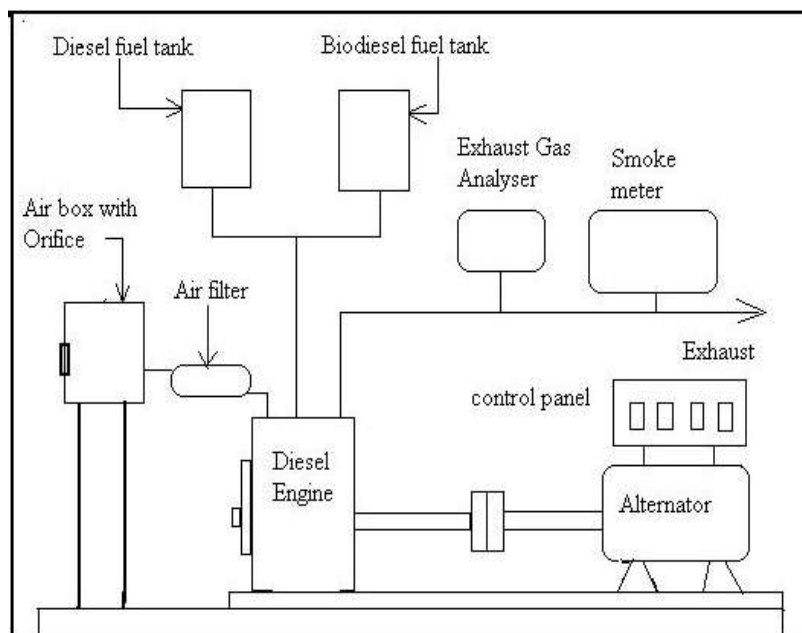 Diesel fuel tank
Biodiesel fuel tank
Exhaust Gas
Analyser
Smoke
meter
Air box with
Orifice
Air filter
Exhaust
control panel
Diesel
Engine
Alternator